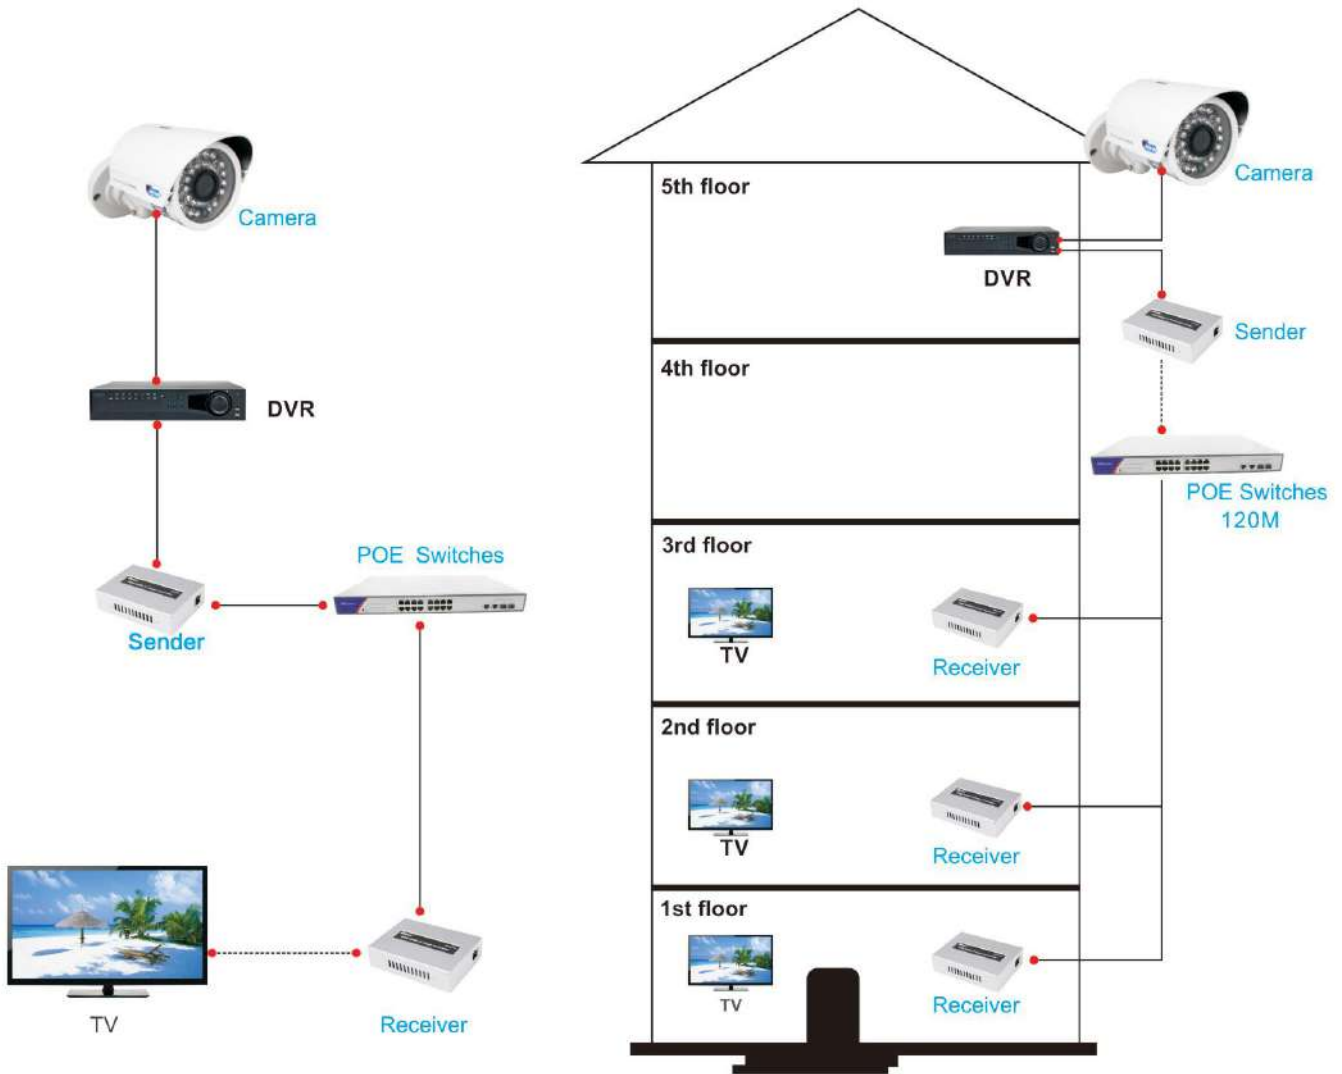 Camera
DVR
POE Switches
Sender
TV
Receiver
5th floor
Camera
DVR
Sender
4th floor
POE Switches
120M
3rd floor
TV
Receiver
2nd floor
TV
Receiver
1st floor
TV
Receiver